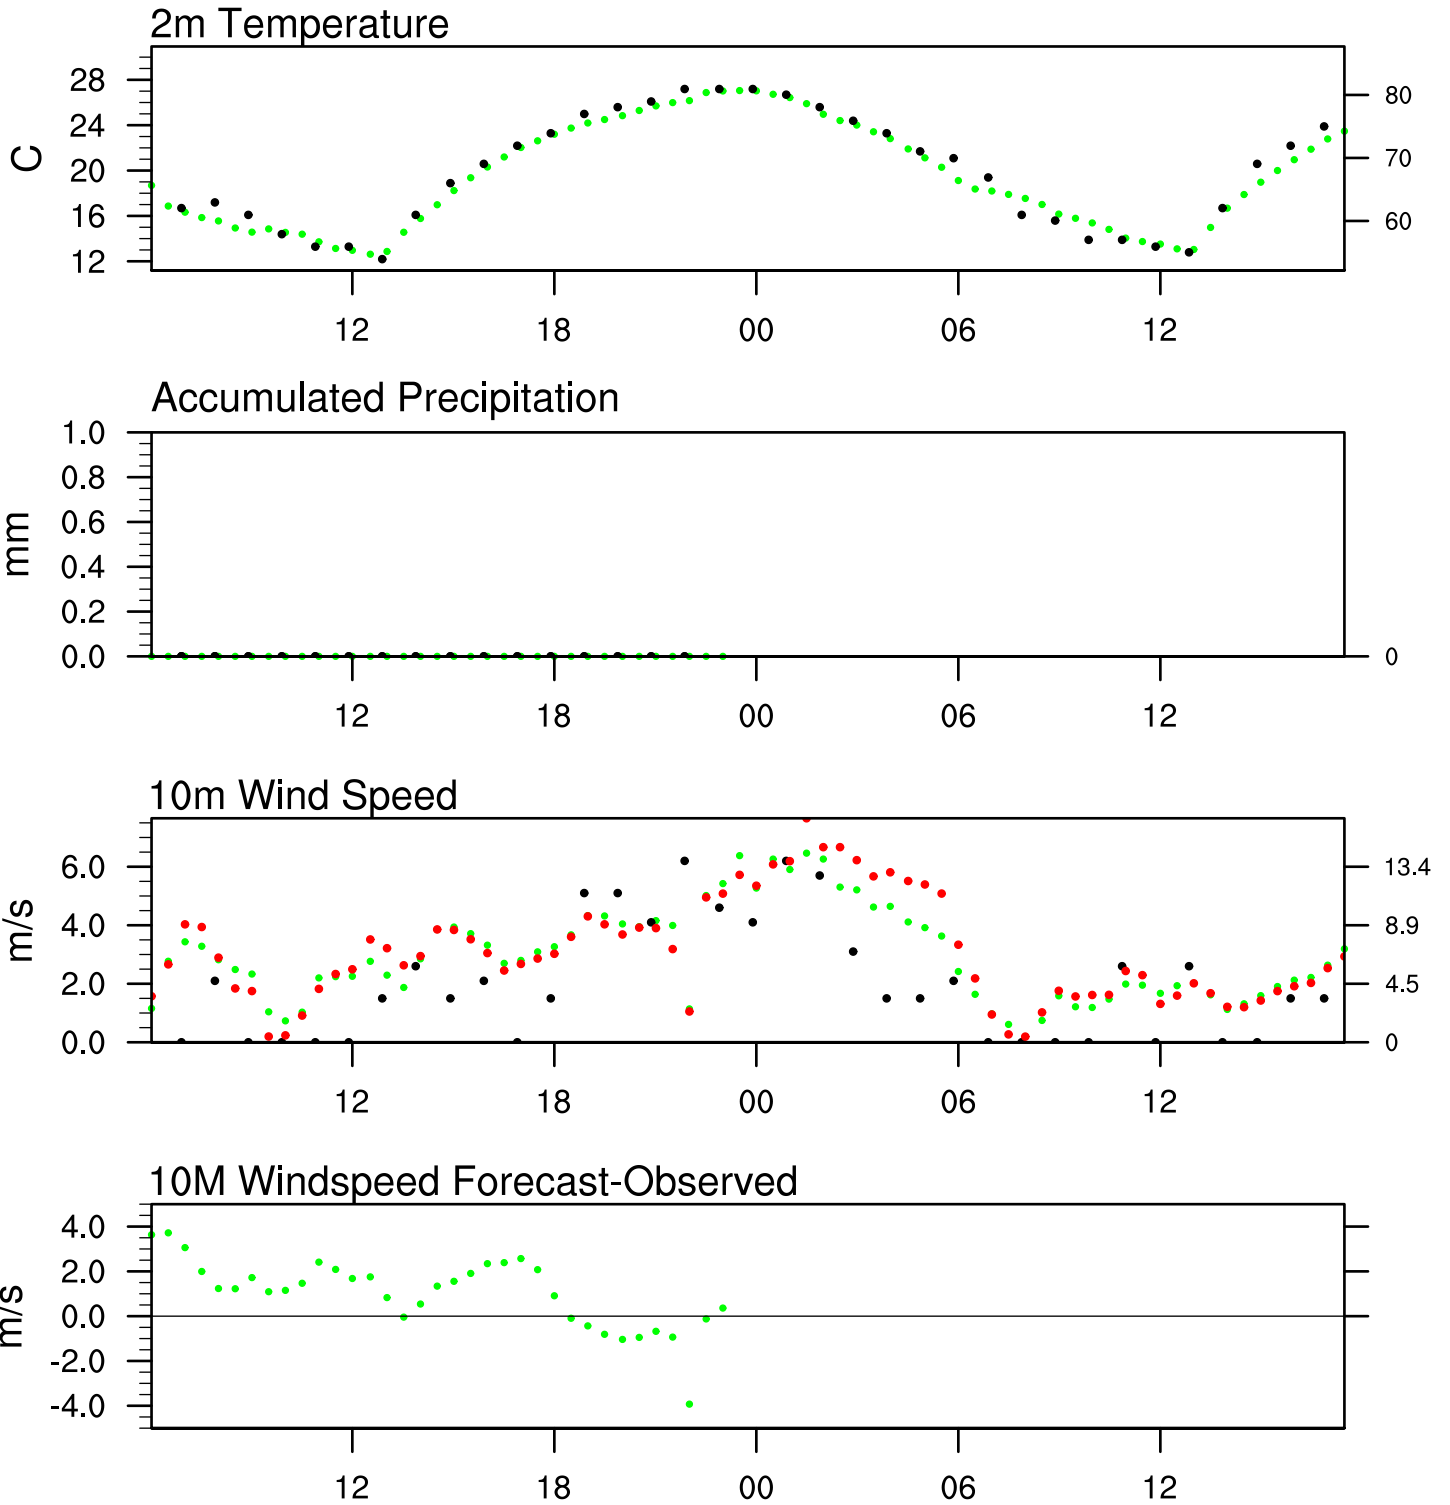 2m Temperature
28
24
20
16
12
C
80
70
60
12 18 00 06 12
Accumulated Precipitation
1.0
0.8
0.6
0.4
0.2
0.0
mm
0
12 18 00 06 12
10m Wind Speed
6.0
4.0
2.0
0.0
m/s
13.4
8.9
4.5
0
12 18 00 06 12
10M Windspeed Forecast-Observed
4.0
2.0
0.0
-2.0
-4.0
m/s
12 18 00 06 12